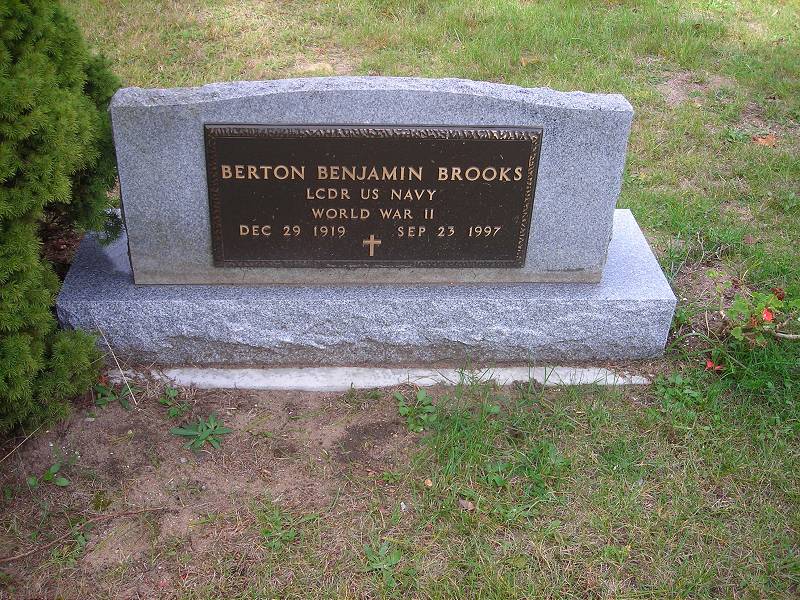 BERTON BENJAMIN BROOKS
LCDR US NAVY
WORLD WAR II
DEC 29 1919 SEP 23 1997